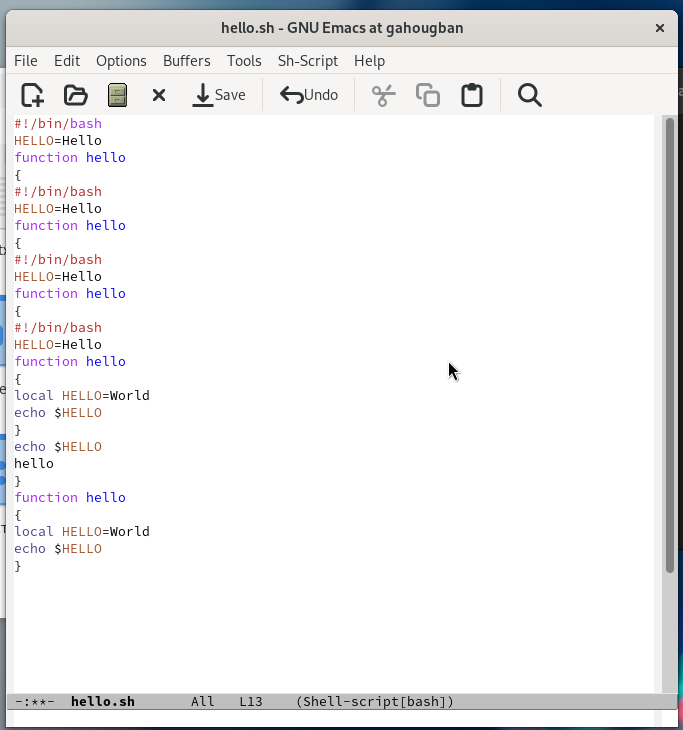 hello.sh - GNU Emacs at gahougban ×
File Edit Options Buffers Tools Sh-Script Help
Save Undo
#!/bin/bash
HELLO=Hello
function hello
{
#!/bin/bash
HELLO=Hello
function hello
{
#!/bin/bash
HELLO=Hello
function hello
{
#!/bin/bash
HELLO=Hello
function hello
{
local HELLO=World
echo $HELLO
}
echo $HELLO
hello
}
function hello
{
local HELLO=World
echo $HELLO
}
-:**- hello.sh All L13 (Shell-script[bash])